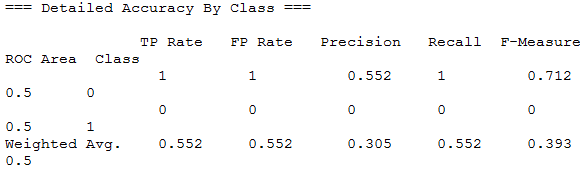 === Detailed Accuracy By Class ===
TP Rate FP Rate Precision Recall F-Measure
ROC Area Class
1 1 0.552 1 0.712
0.5 0
0 0 0 0 0
0.5 1
Weighted Avg. 0.552 0.552 0.305 0.552 0.393
0.5